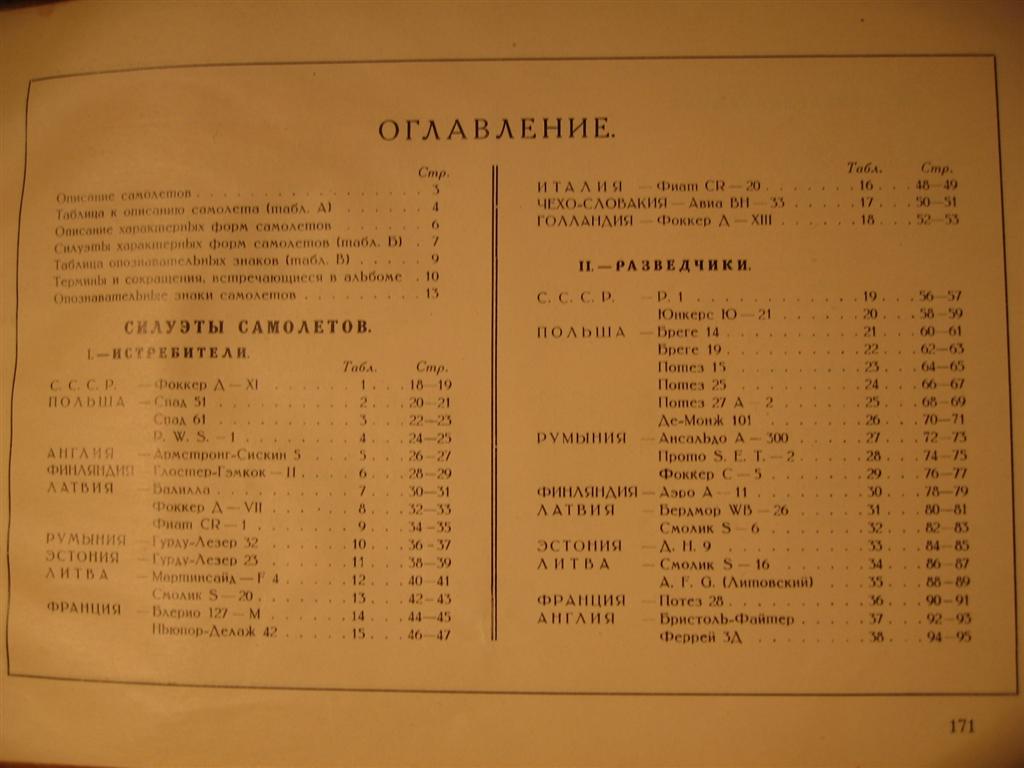 ОГЛАВЛЕНИЕ.
Стр.
Описание самолетов . . . . . . . . . . . . . . . . 3
Таблица к описанию самолета (табл. А) . . . . . . 4
Описание характерных форм самолетов . . . . . . 6
Силуэты характерных форм самолетов (табл. Б) . 7
Таблица опознавательных знаков (табл. В) . . . . 9
Термины и сокращения, встречающиеся в альбоме . 10
Опознавательные знаки самолетов . . . . . . . . 13
СИЛУЭТЫ САМОЛЕТОВ.
I.—ИСТРЕБИТЕЛИ.
Табл. Стр.
С. С. С. Р. — Фоккер Д — XI . . . . . . 1 . . . 18—19
ПОЛЬША — Спад 51 . . . . . . . . . 2 . . . 20—21
Спад 61 . . . . . . . . . 3 . . . 22—23
P. W. S. — 1 . . . . . . . 4 . . . 24—25
АНГЛИЯ — Армстронг-Сискин 5 . . . . 5 . . . 26—27
ФИНЛЯНДИЯ — Глостер-Гэмкок — II . . . . 6 . . . 28—29
ЛАТВИЯ — Балилла . . . . . . . . . 7 . . . 30—31
Фоккер Д — VII . . . . . . 8 . . . 32—33
Фиат CR — 1 . . . . . . . 9 . . . 34—35
РУМЫНИЯ — Гурду-Лезер 32 . . . . . . 10 . . . 36-37
ЭСТОНИЯ — Гурду-Лезер 23 . . . . . . 11 . . . 38—39
ЛИТВА — Мартинсайд — F 4 . . . . . 12 . . . 40—41
Смолик S — 20 . . . . . . . 13 . . . 42—43
ФРАНЦИЯ — Блерио 127 — М . . . . . . 14 . . . 44—45
Ньюпор-Делаж 42 . . . . . 15 . . . 46—47
Табл. Стр.
ИТАЛИЯ — Фиат CR — 20 . . . . . . . 16 . . . 48—49
ЧЕХО-СЛОВАКИЯ — Авиа ВН — 33 . . . . . 17 . . . 50—51
ГОЛЛАНДИЯ — Фоккер Д — XIII . . . . . . 18 . . . 52—53
II.—РАЗВЕДЧИКИ.
С. С. С. Р. — Р. 1 . . . . . . . . . . . 19 . . . 56—57
Юнкерс Ю — 21 . . . . . . 20 . . . 58—59
ПОЛЬША — Бреге 14 . . . . . . . . . 21 . . . 60—61
Бреге 19 . . . . . . . . . 22 . . . 62—63
Потез 15 . . . . . . . . . 23 . . . 64—65
Потез 25 . . . . . . . . . 24 . . . 66—67
Потез 27 А — 2 . . . . . . 25 . . . 68—69
Де-Монж 101 . . . . . . . 26 . . . 70—71
РУМЫНИЯ — Ансальдо А — 300 . . . . . 27 . . . 72—73
Прото S. E. T. — 2 . . . . . 28 . . . 74—75
Фоккер С — 5 . . . . . . . 29 . . . 76—77
ФИНЛЯНДИЯ — Аэро А — 11 . . . . . . . . 30 . . . 78—79
ЛАТВИЯ — Бердмор WB — 26 . . . . . 31 . . . 80—81
Смолик S — 6 . . . . . . . 32 . . . 82—83
ЭСТОНИЯ — Д. Н. 9 . . . . . . . . . . 33 . . . 84—85
ЛИТВА — Смолик S — 16 . . . . . . . 34 . . . 86—87
A. F. G. (Литовский) . . . . 35 . . . 88—89
ФРАНЦИЯ — Потез 28 . . . . . . . . . 36 . . . 90—91
АНГЛИЯ — Бристоль-Файтер . . . . . 37 . . . 92—93
Феррей 3Д . . . . . . . . . 38 . . . 94—95
171